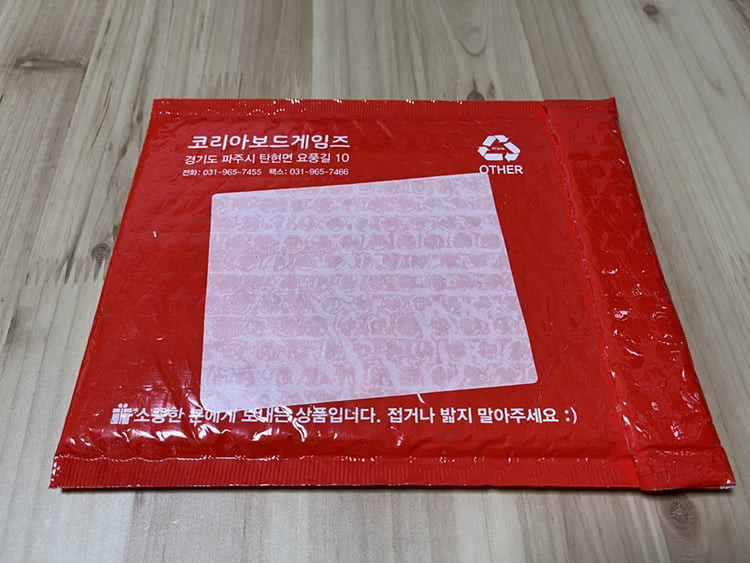 코리아보드게임즈
경기도 파주시 탄현면 요풍길 10
전화: 031-965-7455 팩스: 031-965-7466
OTHER
소중한 분에게 보내는 상품입니다. 접거나 밟지 말아주세요 :)